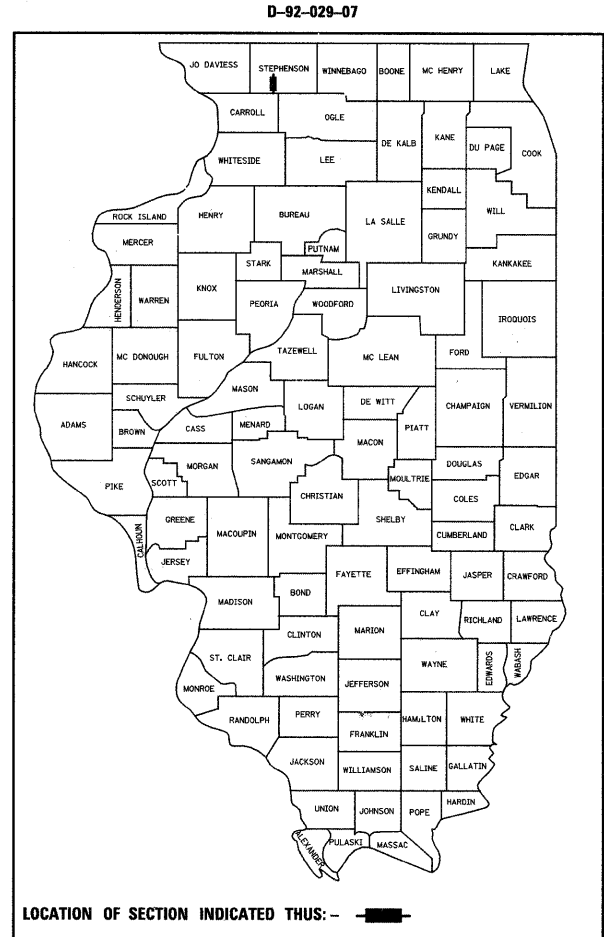 D-92-029-07
JO DAVIESS
STEPHENSON
WINNEBAGO
BOONE
MC HENRY
LAKE
CARROLL
OGLE
DE KALB
KANE
DU PAGE
COOK
WHITESIDE
LEE
KENDALL
WILL
ROCK ISLAND
HENRY
BUREAU
LA SALLE
GRUNDY
MERCER
PUTNAM
STARK
MARSHALL
KANKAKEE
HENDERSON
WARREN
KNOX
PEORIA
WOODFORD
LIVINGSTON
IROQUOIS
HANCOCK
MC DONOUGH
FULTON
TAZEWELL
MC LEAN
FORD
MASON
SCHUYLER
LOGAN
DE WITT
CHAMPAIGN
VERMILION
ADAMS
BROWN
CASS
MENARD
MACON
PIATT
PIKE
SCOTT
MORGAN
SANGAMON
CHRISTIAN
MOULTRIE
DOUGLAS
EDGAR
COLES
CALHOUN
GREENE
MACOUPIN
MONTGOMERY
SHELBY
CUMBERLAND
CLARK
JERSEY
FAYETTE
EFFINGHAM
JASPER
CRAWFORD
MADISON
BOND
CLAY
RICHLAND
LAWRENCE
CLINTON
MARION
ST. CLAIR
WAYNE
EDWARDS
WABASH
MONROE
WASHINGTON
JEFFERSON
RANDOLPH
PERRY
HAMILTON
WHITE
FRANKLIN
JACKSON
WILLIAMSON
SALINE
GALLATIN
UNION
JOHNSON
POPE
HARDIN
ALEXANDER
PULASKI
MASSAC
LOCATION OF SECTION INDICATED THUS: -